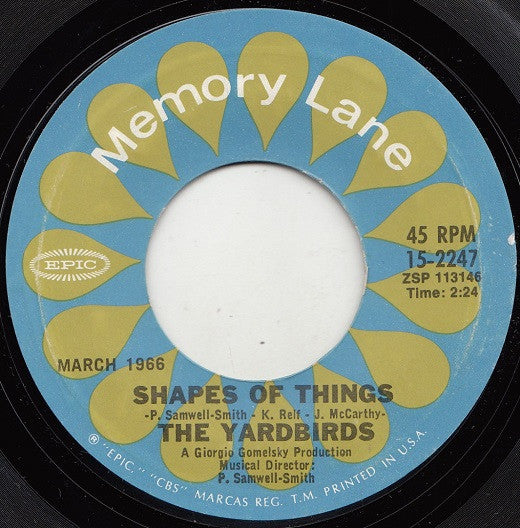 Memory Lane
EPIC
45 RPM
15-2247
ZSP 113146
Time: 2:24
MARCH 1966
SHAPES OF THINGS
-P. Samwell-Smith - K. Relf - J. McCarthy-
THE YARDBIRDS
A Giorgio Gomelsky Production
Musical Director:
P. Samwell-Smith
® "EPIC," "CBS" MARCAS REG. T.M. PRINTED IN U.S.A.